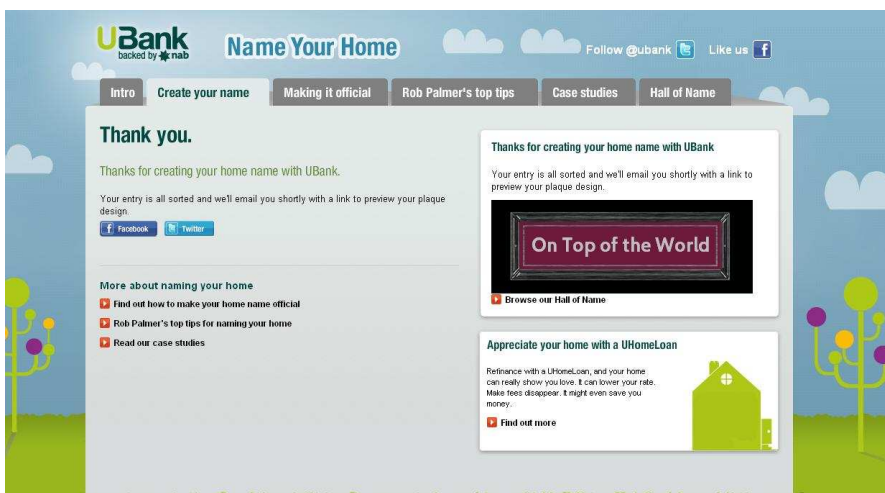 UBank
backed by nab
Name Your Home
Follow @ubank
Like us
Intro
Create your name
Making it official
Rob Palmer's top tips
Case studies
Hall of Name
Thank you.
Thanks for creating your home name with UBank.
Your entry is all sorted and we'll email you shortly with a link to preview your plaque
design.
Facebook
Twitter
More about naming your home
Find out how to make your home name official
Rob Palmer's top tips for naming your home
Read our case studies
Thanks for creating your home name with UBank
Your entry is all sorted and we'll email you shortly with a link to
preview your plaque design.
On Top of the World
Browse our Hall of Name
Appreciate your home with a UHomeLoan
Refinance with a UHomeLoan, and your home
can really show you love. It can lower your rate.
Make fees disappear. It might even save you
money.
Find out more